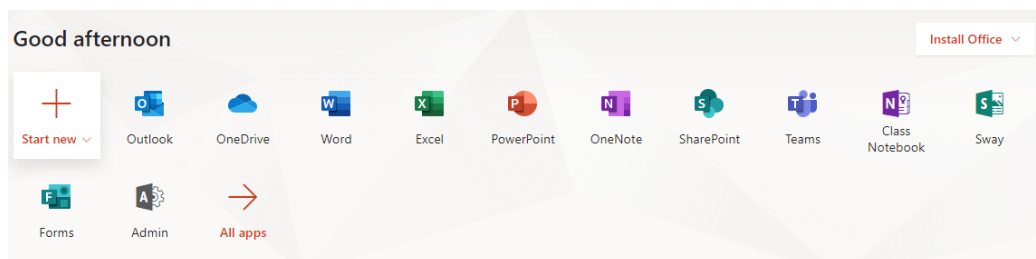 Good afternoon
Install Office
Start new
Outlook
OneDrive
Word
Excel
PowerPoint
OneNote
SharePoint
Teams
Class
Notebook
Sway
Forms
Admin
All apps